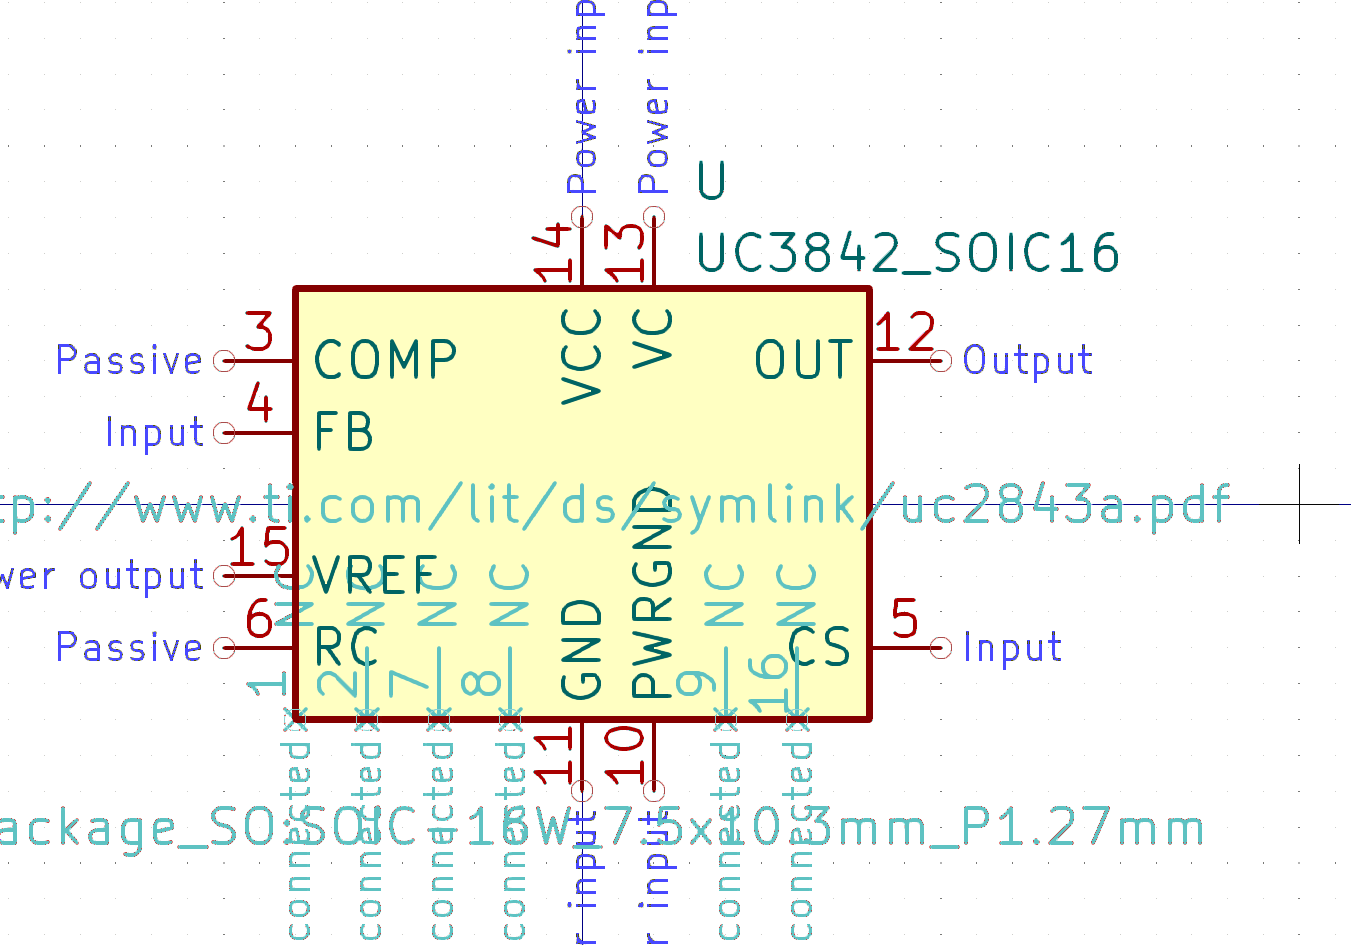 Power inp
Power inp
U
UC3842_SOIC16
14
13
3
12
Passive
COMP
VCC
VC
OUT
Output
4
Input
FB
tp://www.ti.com/lit/ds/symlink/uc2843a.pdf
15
wer output
VREF
NC
NC
NC
NC
NC
NC
6
5
Passive
RC
GND
PWRGND
CS
Input
1
2
7
8
9
16
11
10
connected
connected
connected
connected
r input
r input
connected
connected
ackage_SO:SOIC-16W_7.5x10.3mm_P1.27mm